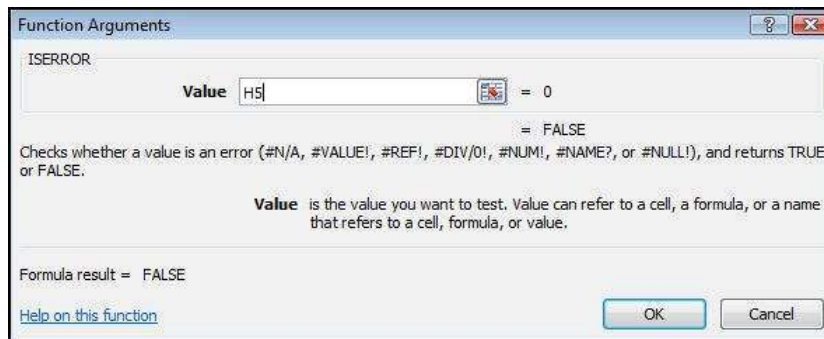 Function Arguments
ISERROR
Value H5 = 0
= FALSE
Checks whether a value is an error (#N/A, #VALUE!, #REF!, #DIV/0!, #NUM!, #NAME?, or #NULL!), and returns TRUE
or FALSE.
Value is the value you want to test. Value can refer to a cell, a formula, or a name
that refers to a cell, formula, or value.
Formula result = FALSE
Help on this function
OK Cancel